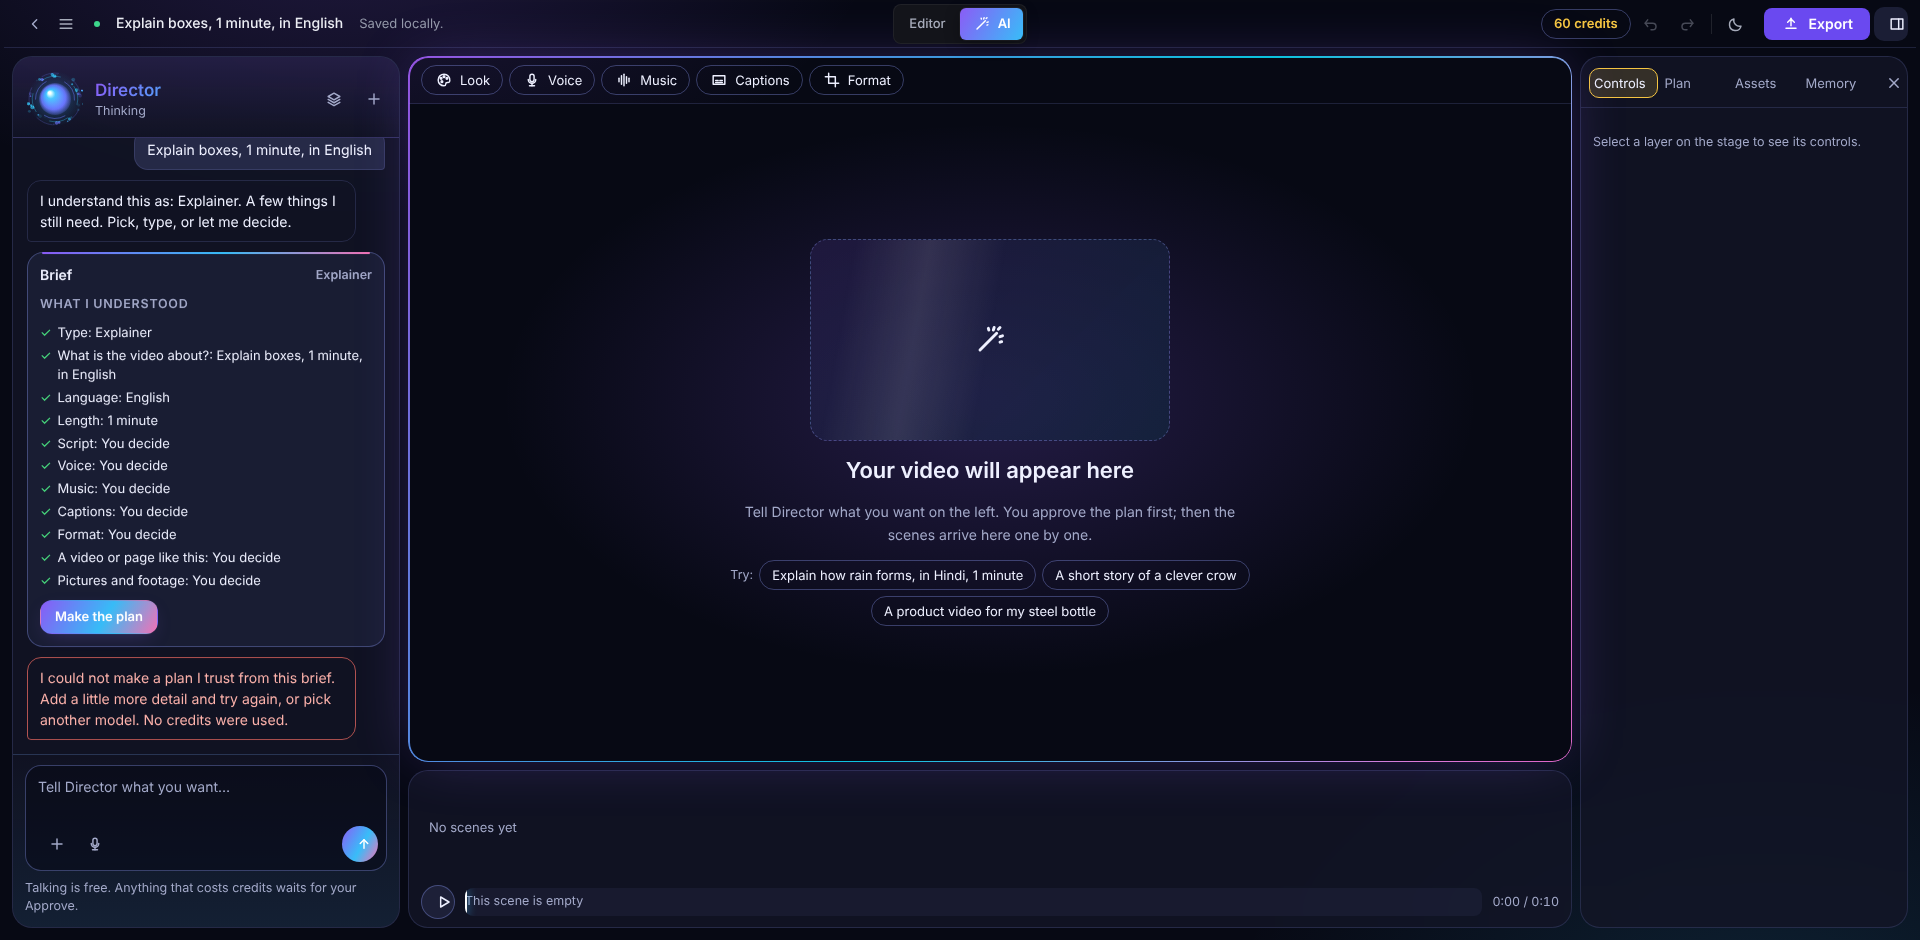 Explain boxes, 1 minute, in English
Saved locally.
Editor
AI
60 credits
Export
Director
Thinking
Explain boxes, 1 minute, in English
I understand this as: Explainer. A few things I
still need. Pick, type, or let me decide.
Brief
Explainer
WHAT I UNDERSTOOD
Type: Explainer
What is the video about?: Explain boxes, 1 minute,
in English
Language: English
Length: 1 minute
Script: You decide
Voice: You decide
Music: You decide
Captions: You decide
Format: You decide
A video or page like this: You decide
Pictures and footage: You decide
Make the plan
I could not make a plan I trust from this brief.
Add a little more detail and try again, or pick
another model. No credits were used.
Tell Director what you want...
Talking is free. Anything that costs credits waits for your
Approve.
Look
Voice
Music
Captions
Format
Your video will appear here
Tell Director what you want on the left. You approve the plan first; then the
scenes arrive here one by one.
Try:
Explain how rain forms, in Hindi, 1 minute
A short story of a clever crow
A product video for my steel bottle
No scenes yet
This scene is empty
0:00 / 0:10
Controls
Plan
Assets
Memory
Select a layer on the stage to see its controls.